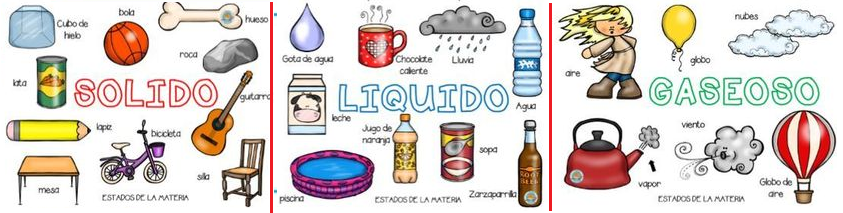 Cubo de
hielo
bola
hueso
roca
lata
SOLIDO
guitarra
lapiz
bicicleta
mesa
silla
ESTADOS DE LA MATERIA
Gota de agua
Chocolate
caliente
Lluvia
LIQUIDO
Agua
leche
Jugo de
naranja
sopa
ROOT
BEER
piscina
Zarzaparrilla
ESTADOS DE LA MATERIA
aire
globo
nubes
GASEOSO
viento
vapor
Globo de
aire
ESTADOS DE LA MATERIA